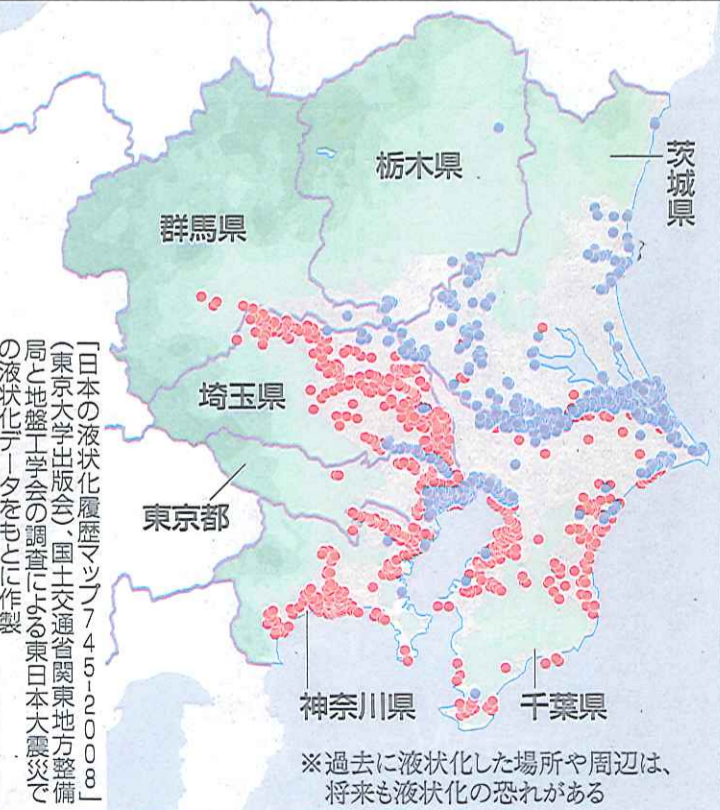 茨城県
栃木県
群馬県
埼玉県
東京都
神奈川県
千葉県
※過去に液状化した場所や周辺は、
将来も液状化の恐れがある
「日本の液状化履歴マップ745-2008」
（東京大学出版会）、国土交通省関東地方整備
局と地盤工学会の調査による東日本大震災で
の液状化データをもとに作製